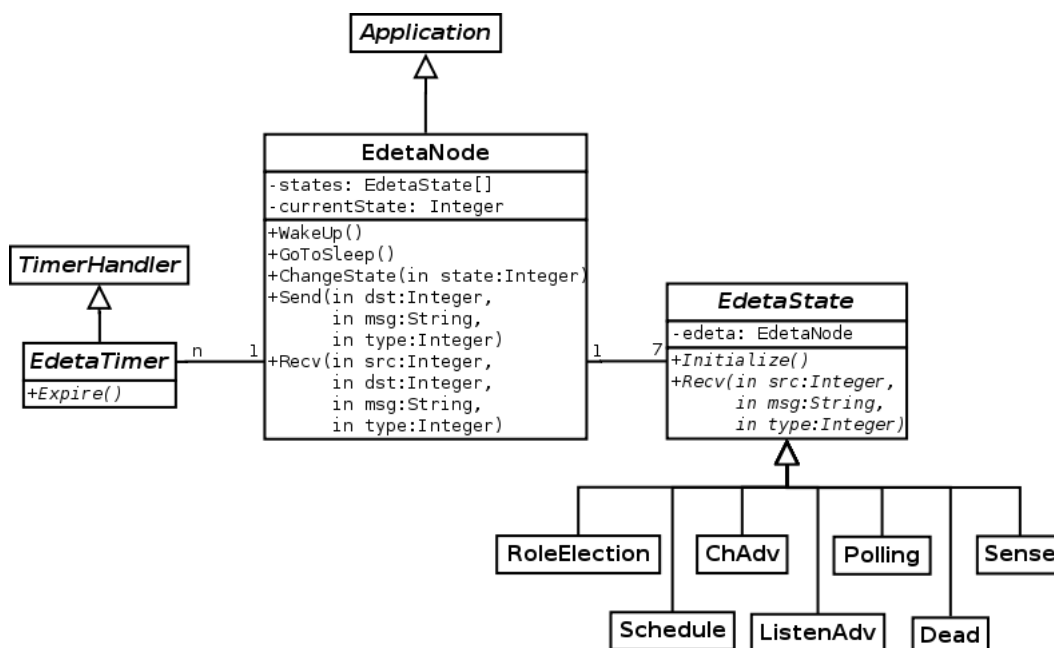 Application
EdetaNode
-states: EdetaState[]
-currentState: Integer
+WakeUp()
+GoToSleep()
+ChangeState(in state:Integer)
+Send(in dst:Integer,
in msg:String,
in type:Integer)
+Recv(in src:Integer,
in dst:Integer,
in msg:String,
in type:Integer)
TimerHandler
EdetaTimer
+Expire()
n
1
1
7
EdetaState
-edeta: EdetaNode
+Initialize()
+Recv(in src:Integer,
in msg:String,
in type:Integer)
RoleElection
ChAdv
Polling
Sense
Schedule
ListenAdv
Dead